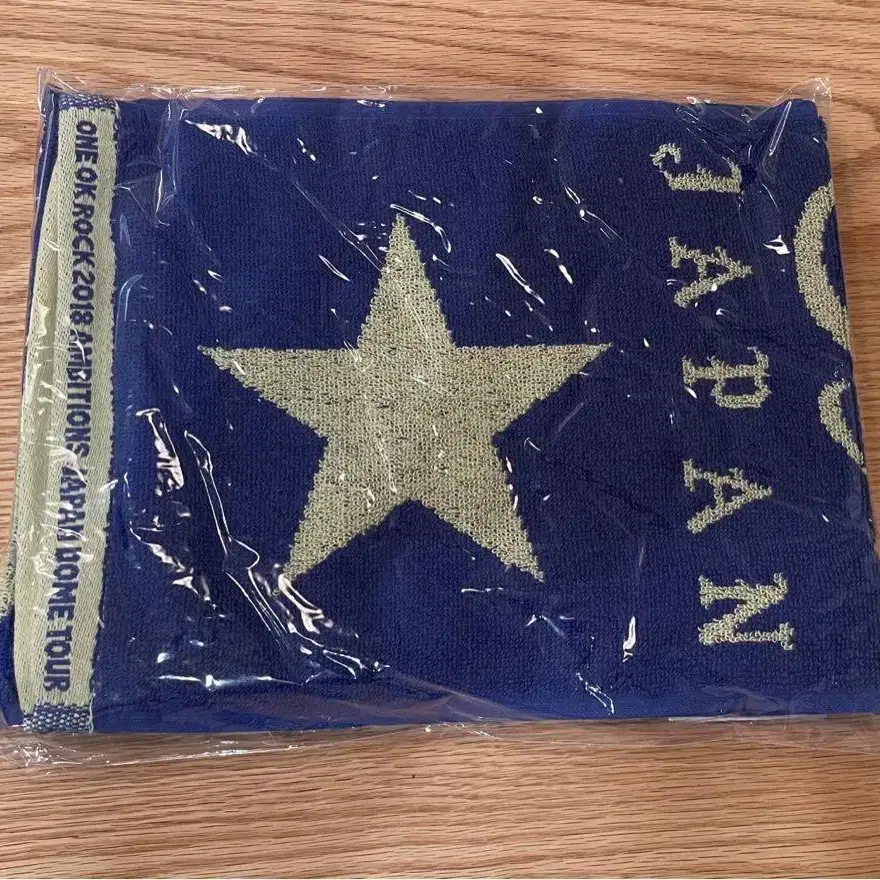 ONE OK ROCK 2018 AMBITIONS JAPAN DOME TOUR
JAPAN